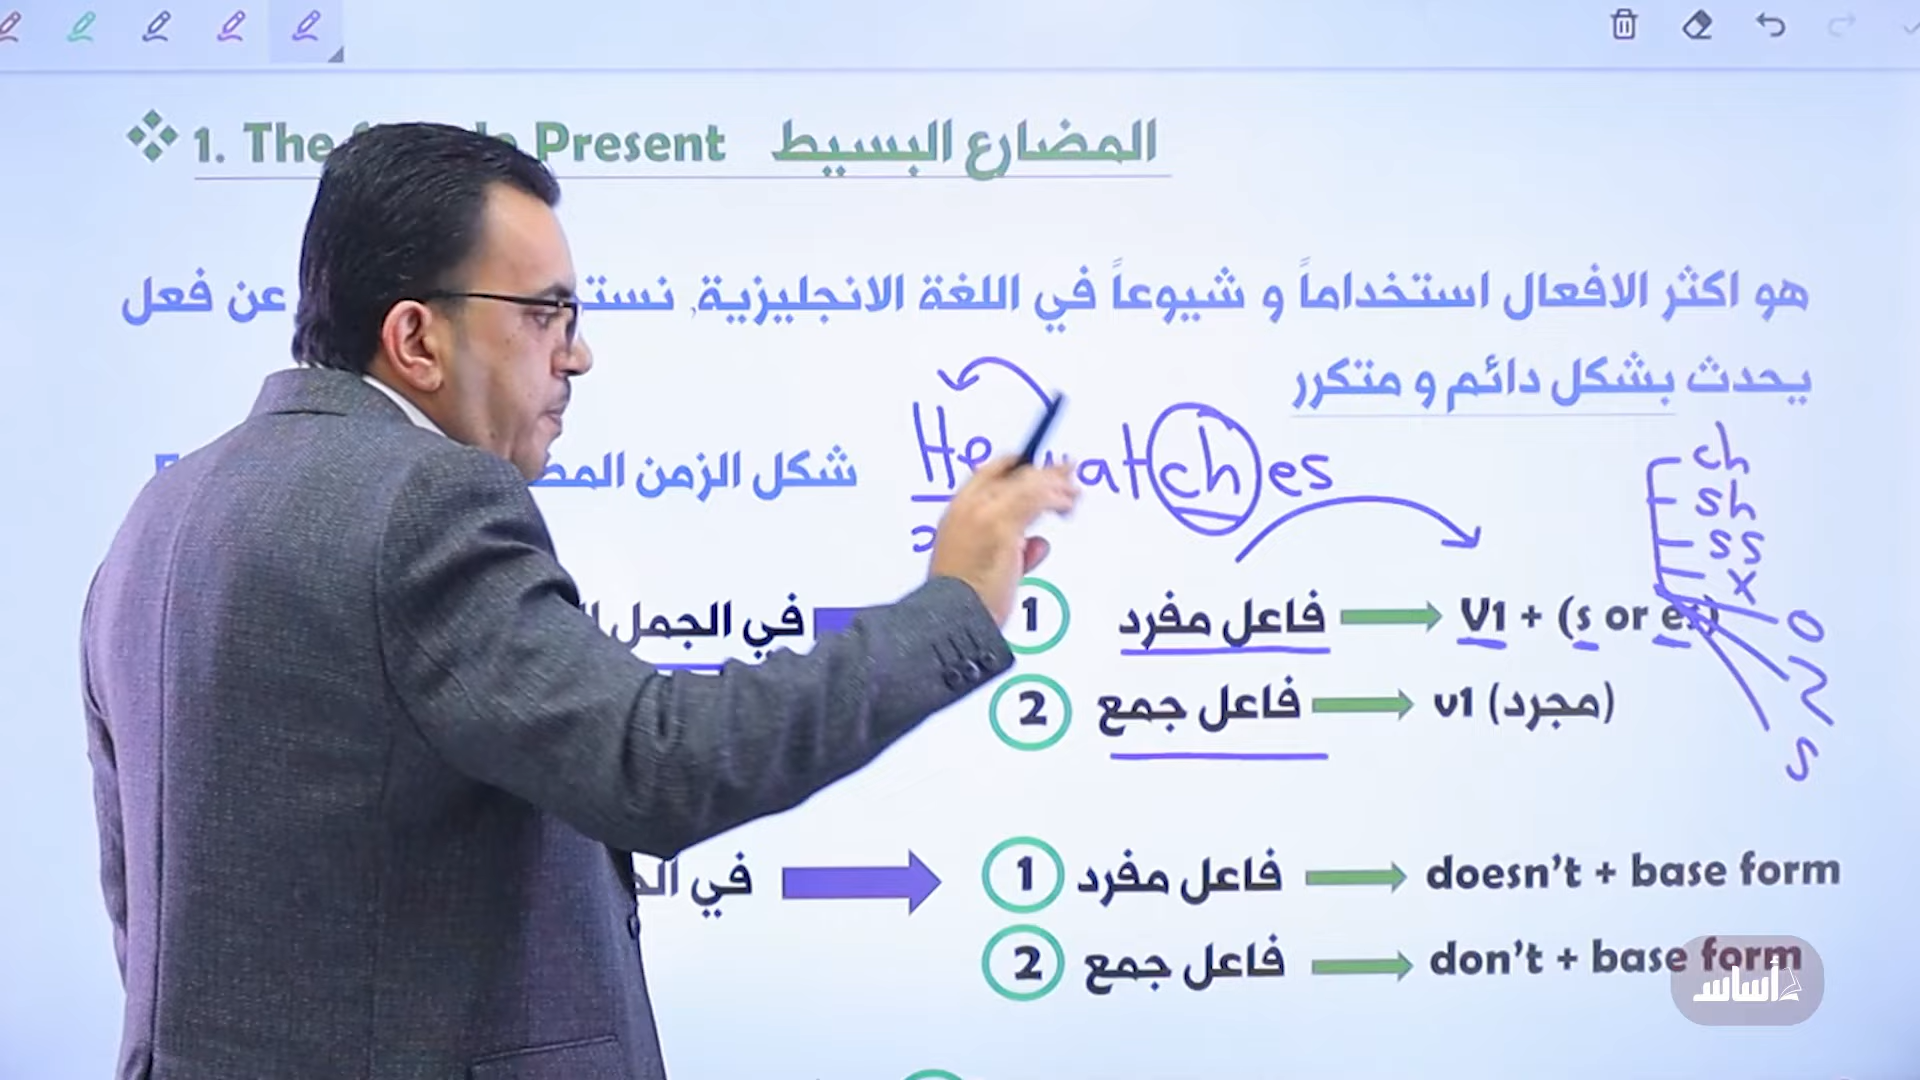 1. The Present المضارع البسيط
هو اكثر الافعال استخداماً و شيوعاً في اللغة الانجليزية, عن فعل
يحدث بشكل دائم و متكرر
ch
sh
ss
x
o
s
He watches
شكل الزمن
في الجمل
1 فاعل مفرد V1 + (s or es)
2 فاعل جمع v1 (مجرد)
في
1 فاعل مفرد doesn't + base form
2 فاعل جمع don't + base form
أساس